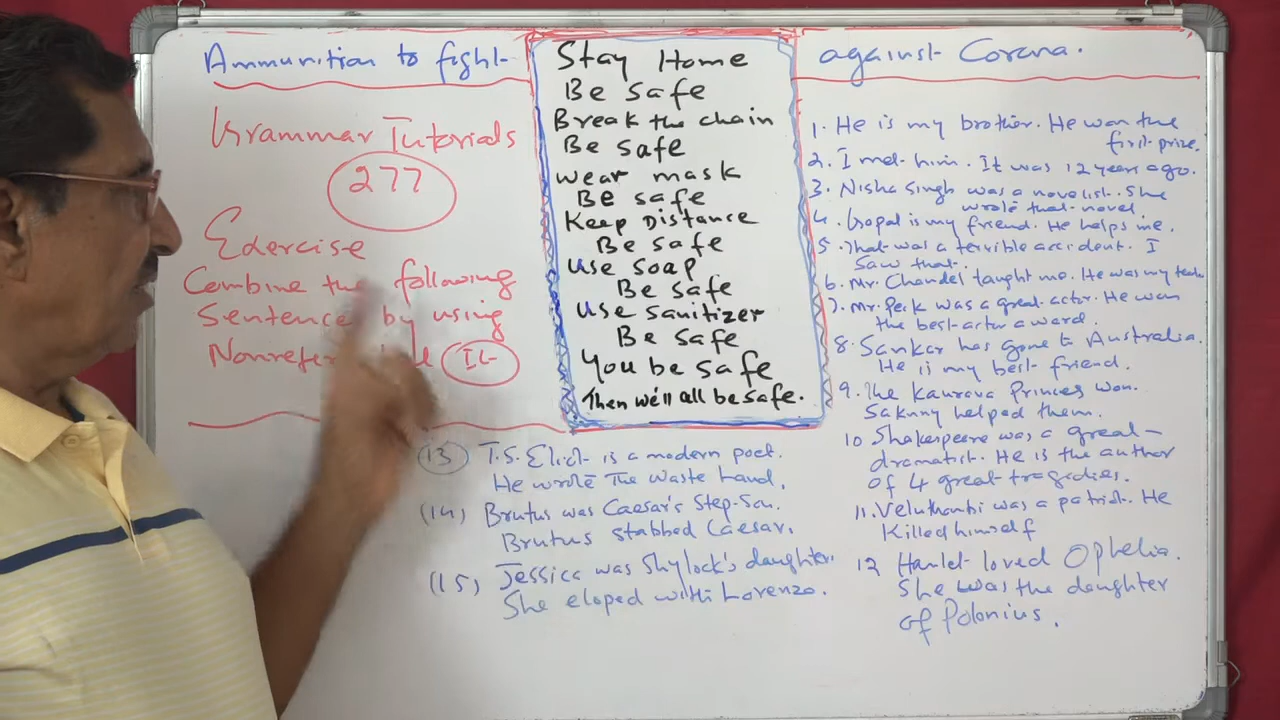 Ammunition to fight
against Corona.
Grammar Tutorials
277
Exercise
Combine the following
Sentence by using
It
Stay Home
Be safe
Break the chain
Be safe
wear mask
Be safe
Keep Distance
Be safe
Use soap
Be safe
Use sanitizer
Be safe
You be safe
Then we'll all be safe.
1. He is my brother. He won the
first prize.
2. I met him. It was 12 years ago.
3. Nisha Singh was a novelist. She
wrote that novel.
4. Gopal is my friend. He helps me.
5. That was a terrible accident. I
saw that.
6. Mr. Chandel taught me. He was my
7. Mr. Peck was a great actor. He won
the best actor award.
8. Sankar has gone to Australia.
He is my best friend.
9. The Kaurava Princes won.
Sakuny helped them.
10 Shakespeare was a great
dramatist. He is the author
of 4 great tragedies.
11. Veluthambi was a patriot. He
Killed himself
12 Hamlet loved Ophelia.
She was the daughter
of Polonius.
(13) T.S. Eliot is a modern poet.
He wrote The Waste Land.
(14) Brutus was Caesar's Step-Son.
Brutus stabbed Caesar.
(15) Jessica was Shylock's daughter.
She eloped with Lorenzo.